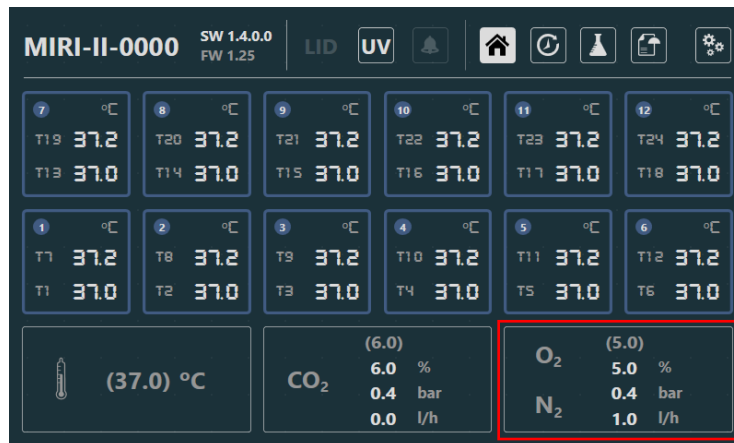 MIRI-II-0000 SW 1.4.0.0 LID UV
FW 1.25
7 °C 8 °C 9 °C 10 °C 11 °C 12 °C
T19 37.2 T20 37.2 T21 37.2 T22 37.2 T23 37.2 T24 37.2
T13 37.0 T14 37.0 T15 37.0 T16 37.0 T17 37.0 T18 37.0
1 °C 2 °C 3 °C 4 °C 5 °C 6 °C
T7 37.2 T8 37.2 T9 37.2 T10 37.2 T11 37.2 T12 37.2
T1 37.0 T2 37.0 T3 37.0 T4 37.0 T5 37.0 T6 37.0
(37.0) °C
CO₂
(6.0)
6.0 %
0.4 bar
0.0 l/h
O₂ (5.0)
5.0 %
N₂ 0.4 bar
1.0 l/h